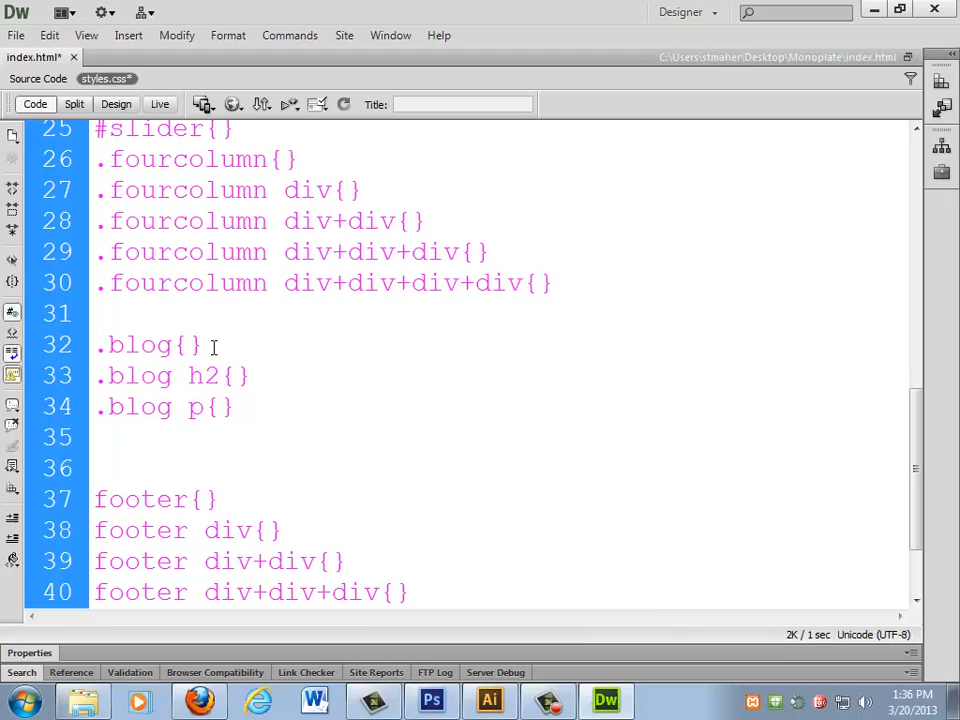 Dw
Designer
File Edit View Insert Modify Format Commands Site Window Help
index.html* C:\Users\stmaher\Desktop\Monoplate\index.html
Source Code styles.css*
Code Split Design Live Title:
25 #slider{}
26 .fourcolumn{}
27 .fourcolumn div{}
28 .fourcolumn div+div{}
29 .fourcolumn div+div+div{}
30 .fourcolumn div+div+div+div{}
31
32 .blog{}
33 .blog h2{}
34 .blog p{}
35
36
37 footer{}
38 footer div{}
39 footer div+div{}
40 footer div+div+div{}
2K / 1 sec Unicode (UTF-8)
Properties
Search Reference Validation Browser Compatibility Link Checker Site Reports FTP Log Server Debug
W Ps Ai Dw
1:36 PM
3/20/2013